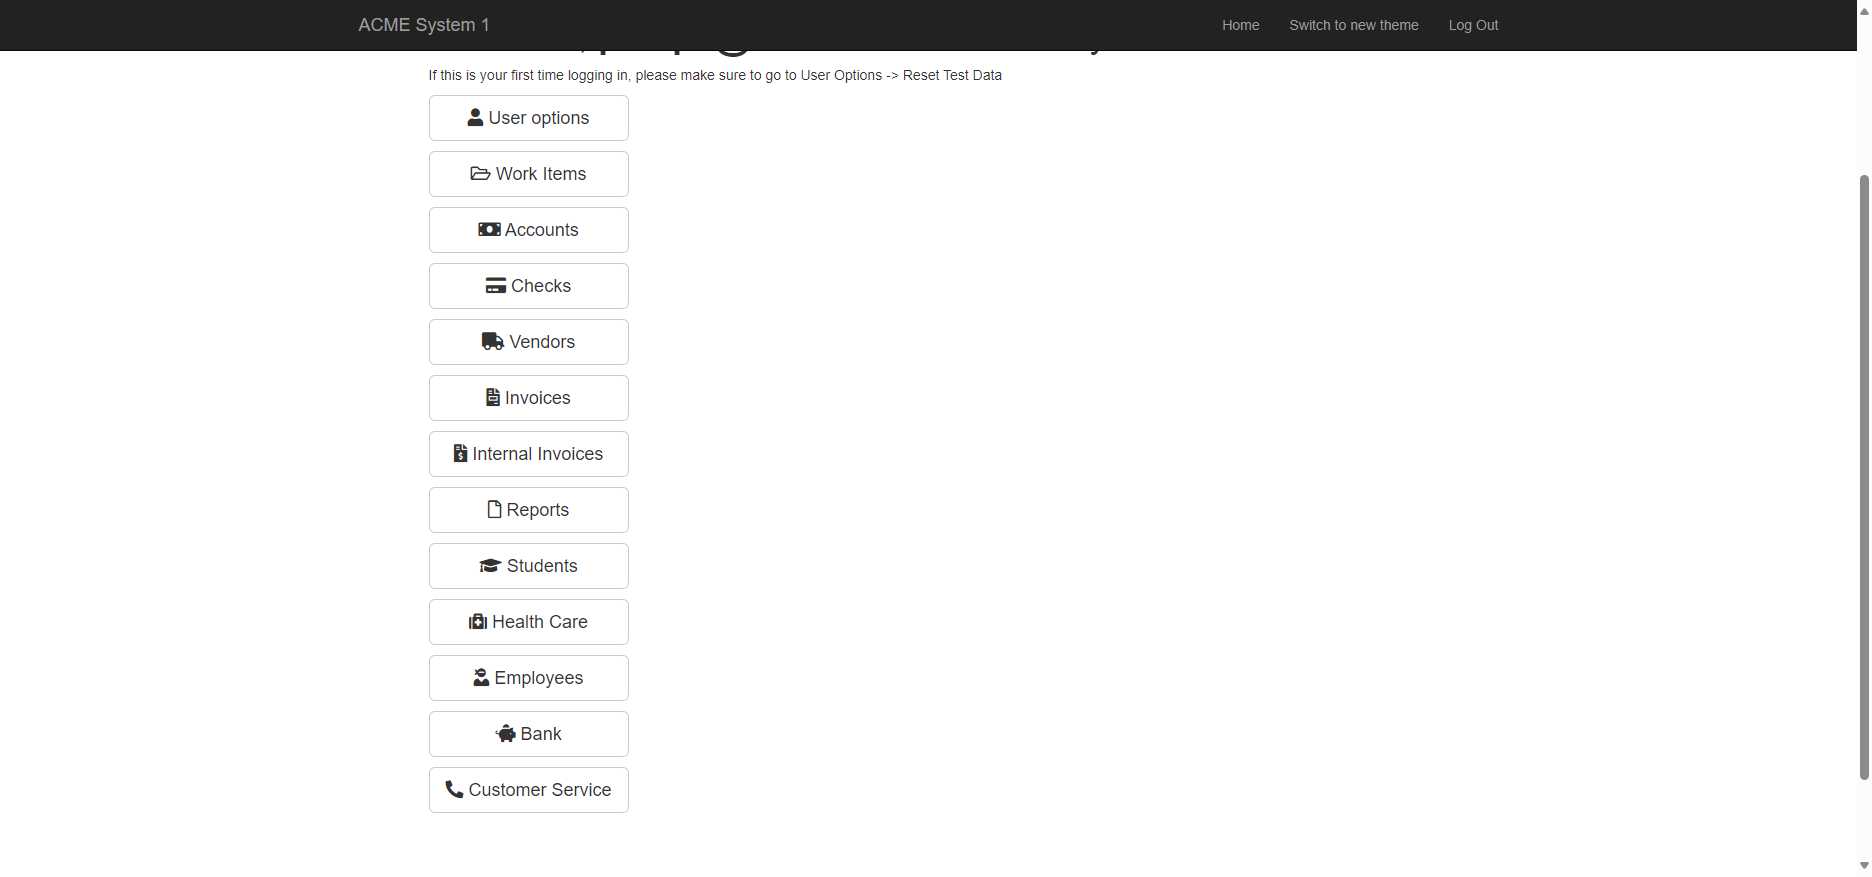 ACME System 1
Home
Switch to new theme
Log Out
If this is your first time logging in, please make sure to go to User Options -> Reset Test Data
User options
Work Items
Accounts
Checks
Vendors
Invoices
Internal Invoices
Reports
Students
Health Care
Employees
Bank
Customer Service